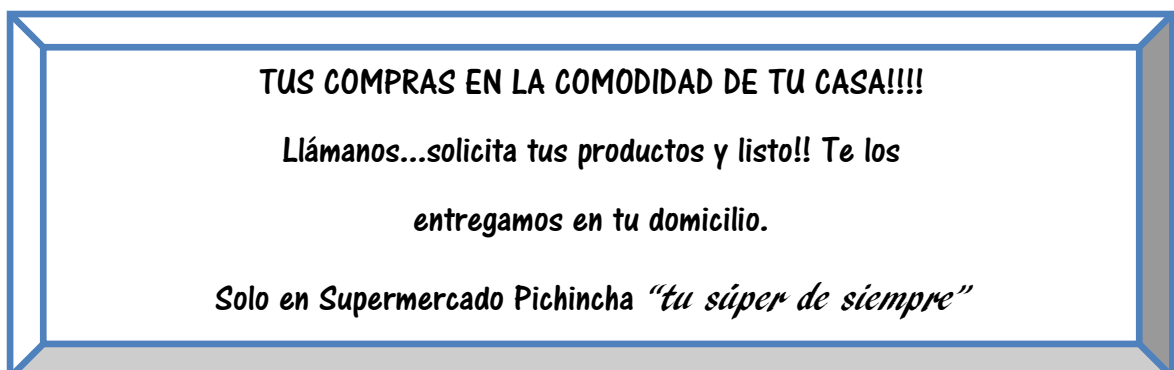 TUS COMPRAS EN LA COMODIDAD DE TU CASA!!!!
Llámanos...solicita tus productos y listo!! Te los
entregamos en tu domicilio.
Solo en Supermercado Pichincha “tu súper de siempre”